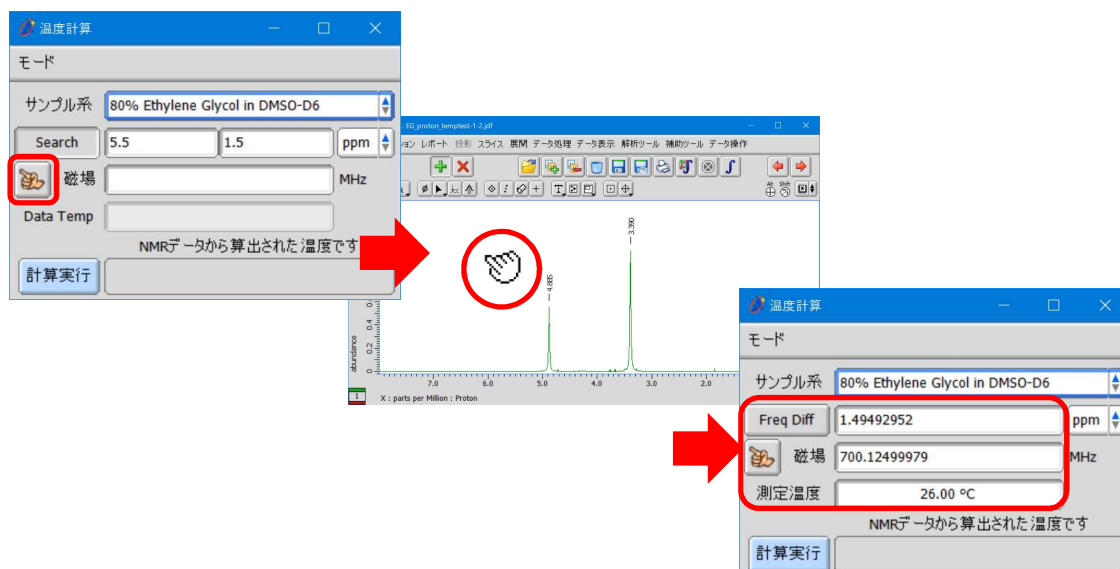 温度計算
モード
サンプル系 80% Ethylene Glycol in DMSO-D6
Search 5.5 1.5 ppm
磁場 MHz
Data Temp
NMRデータから算出された温度です
計算実行
: EG_proton_temptest-1-2.jdf
レポート 投影 スライス 展開 データ処理 データ表示 解析ツール 補助ツール データ操作
4.885
3.390
abundance
0 0.2 0.4
7.0 6.0 5.0 4.0 3.0 2.0
1 X : parts per Million : Proton
温度計算
モード
サンプル系 80% Ethylene Glycol in DMSO-D6
Freq Diff 1.49492952 ppm
磁場 700.12499979 MHz
測定温度 26.00 ºC
NMRデータから算出された温度です
計算実行